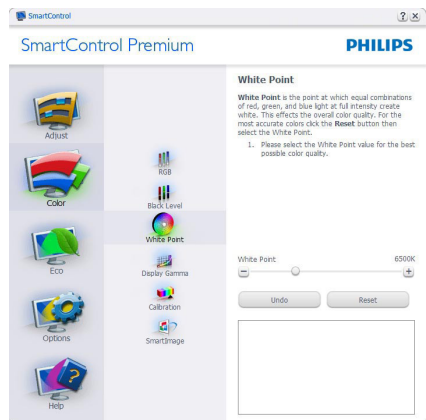 SmartControl
SmartControl Premium
PHILIPS
Adjust
Color
Eco
Options
Help
RGB
Black Level
White Point
Display Gamma
Calibration
SmartImage
White Point
White Point is the point at which equal combinations
of red, green, and blue light at full intensity create
white. This effects the overall color quality. For the
most accurate colors click the Reset button then
select the White Point.
1. Please select the White Point value for the best
possible color quality.
White Point 6500K
Undo Reset